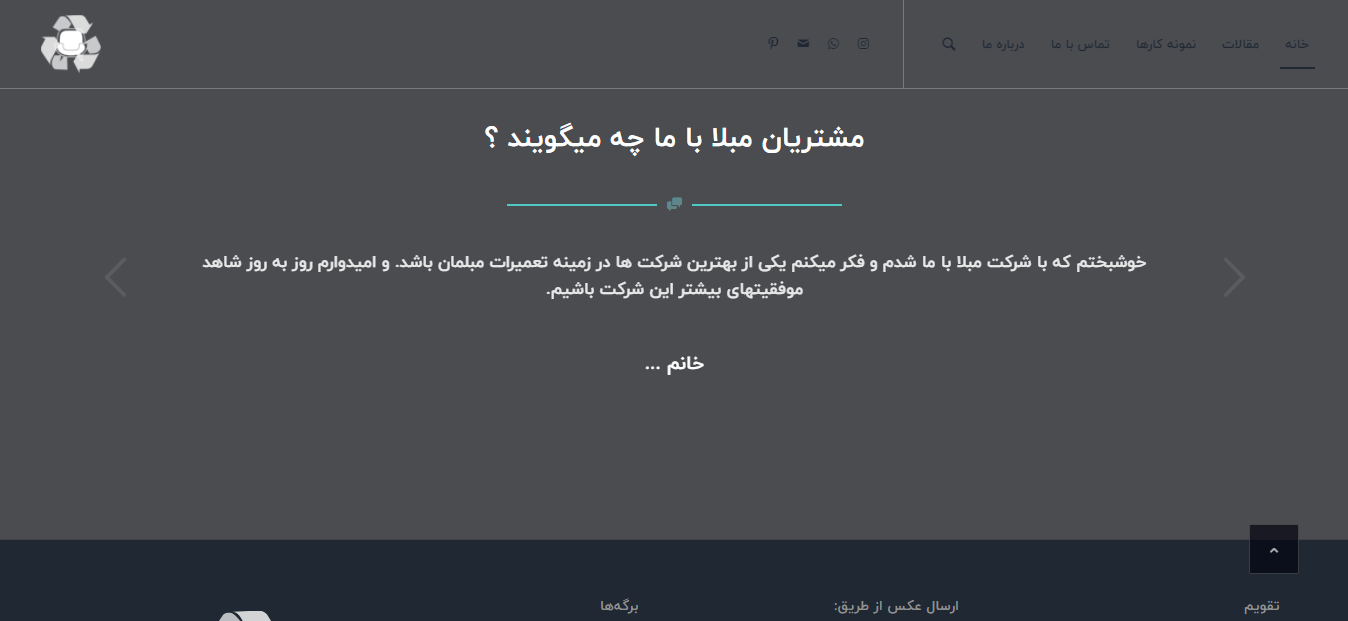 خانه
مقالات
نمونه کارها
تماس با ما
درباره ما
مشتریان مبلا با ما چه میگویند ؟
خوشبختم که با شرکت مبلا با ما شدم و فکر میکنم یکی از بهترین شرکت ها در زمینه تعمیرات مبلمان باشد. و امیدوارم روز به روز شاهد
موفقیتهای بیشتر این شرکت باشیم.
خانم ...
تقویم
ارسال عکس از طریق:
برگه‌ها